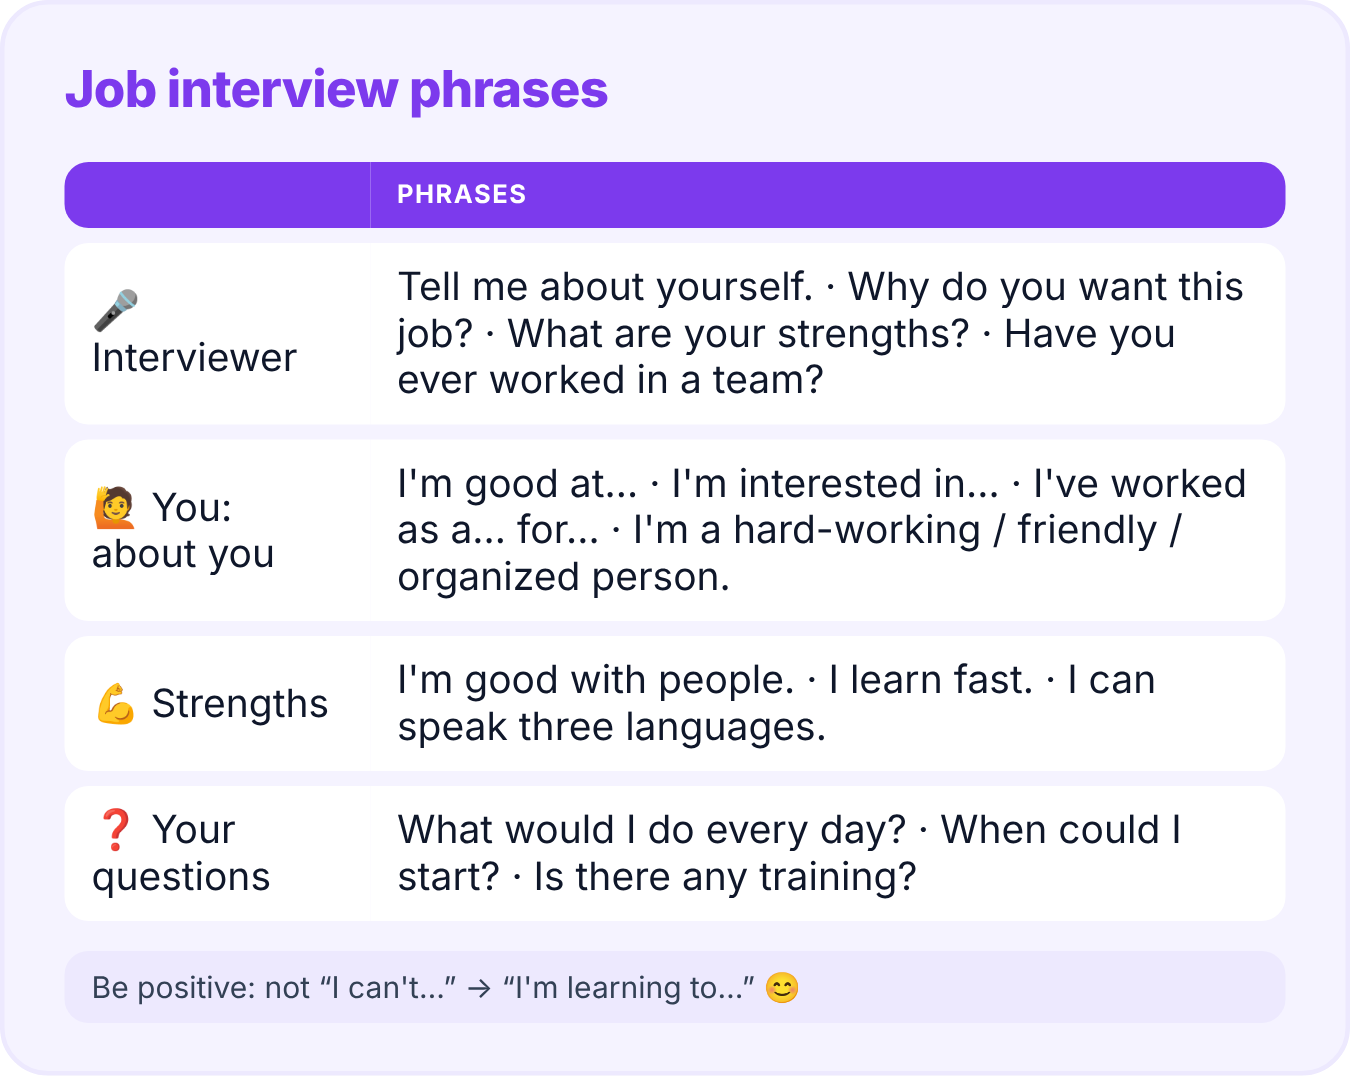 Job interview phrases
PHRASES
🎤
Interviewer
Tell me about yourself. · Why do you want this
job? · What are your strengths? · Have you
ever worked in a team?
🙋 You:
about you
I'm good at... · I'm interested in... · I've worked
as a... for... · I'm a hard-working / friendly /
organized person.
💪 Strengths
I'm good with people. · I learn fast. · I can
speak three languages.
❓ Your
questions
What would I do every day? · When could I
start? · Is there any training?
Be positive: not “I can't...” → “I'm learning to...” 😊